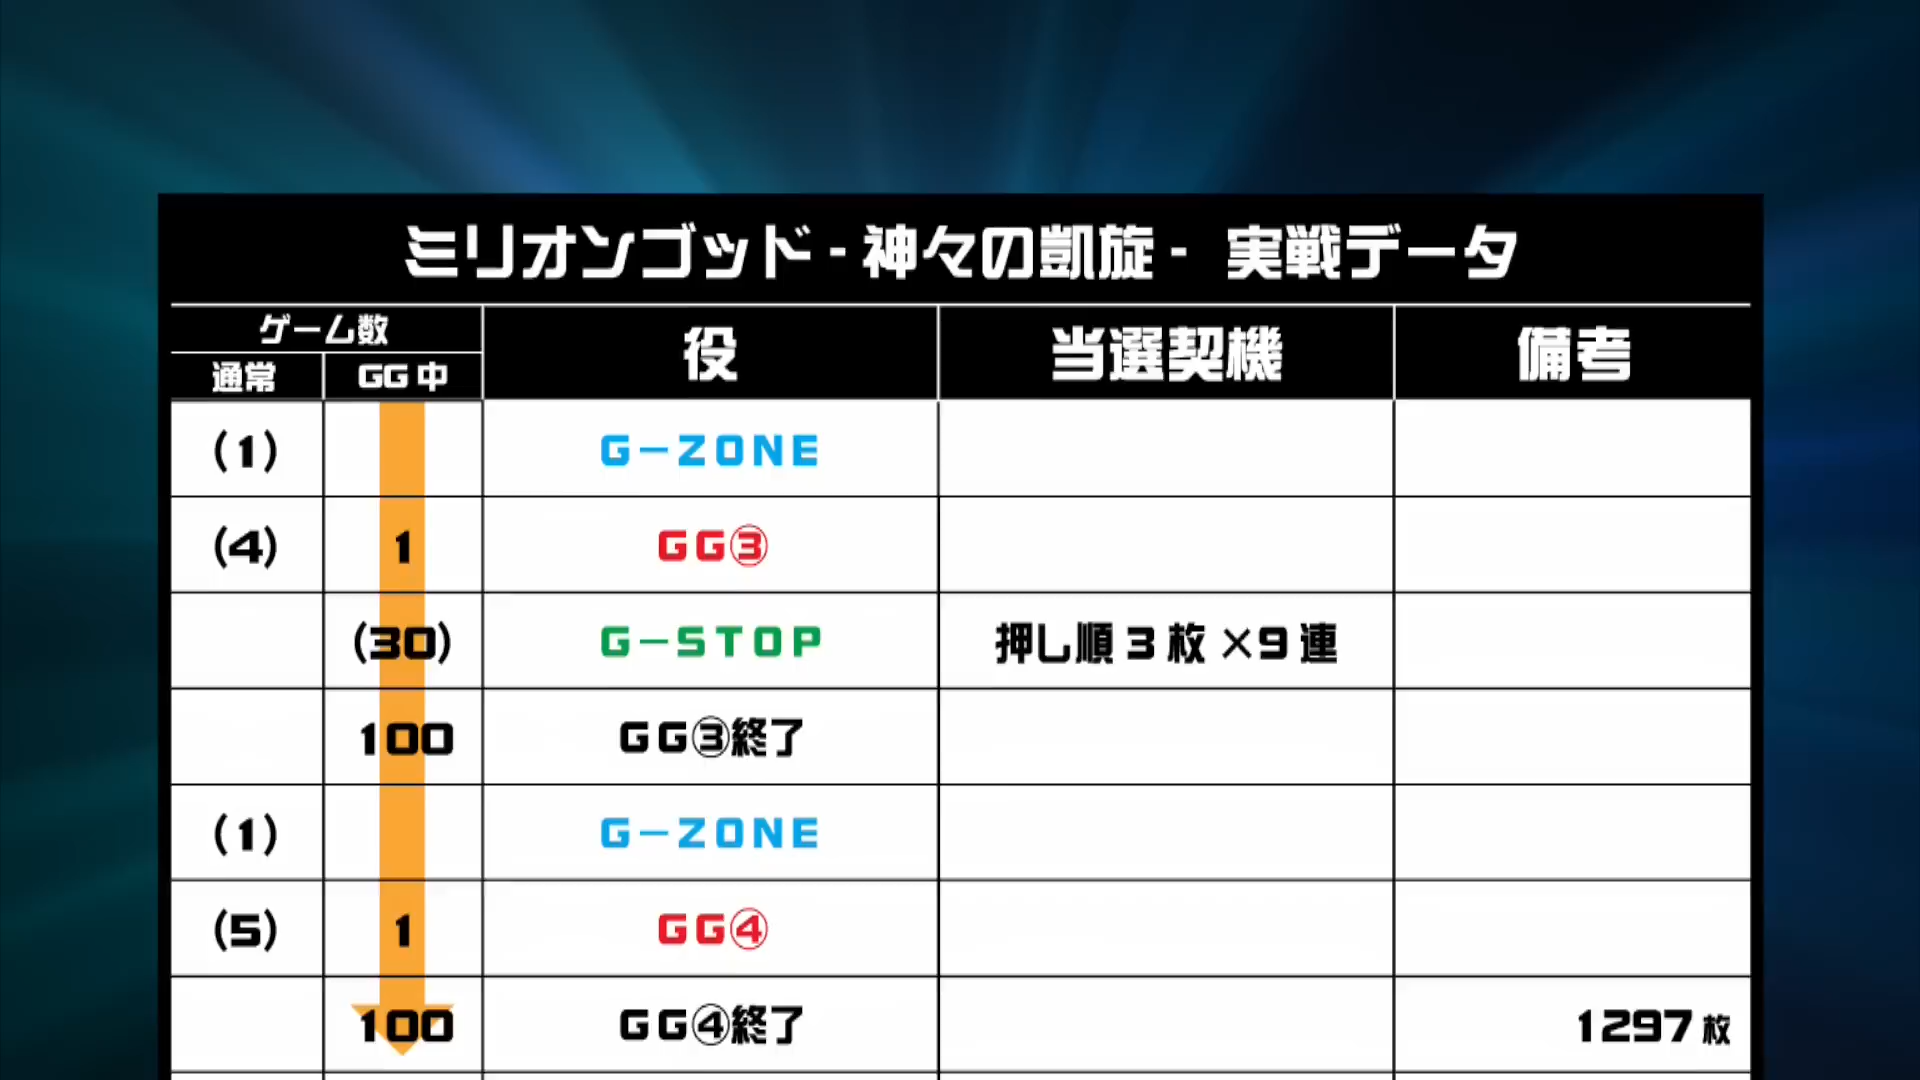 ミリオンゴッド-神々の凱旋- 実戦データ
ゲーム数 役 当選契機 備考
通常 GG中
(1) G-ZONE
(4) 1 GG③
(30) G-STOP 押し順3枚×9連
100 GG③終了
(1) G-ZONE
(5) 1 GG④
100 GG④終了 1297枚